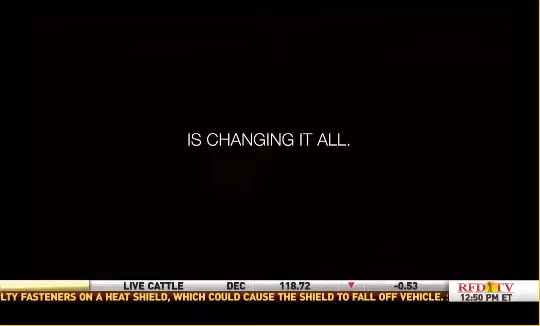 IS CHANGING IT ALL.
LIVE CATTLE DEC 118.72 ▼ -0.53
RFD TV
LTY FASTENERS ON A HEAT SHIELD, WHICH COULD CAUSE THE SHIELD TO FALL OFF VEHICLE.
12:50 PM ET